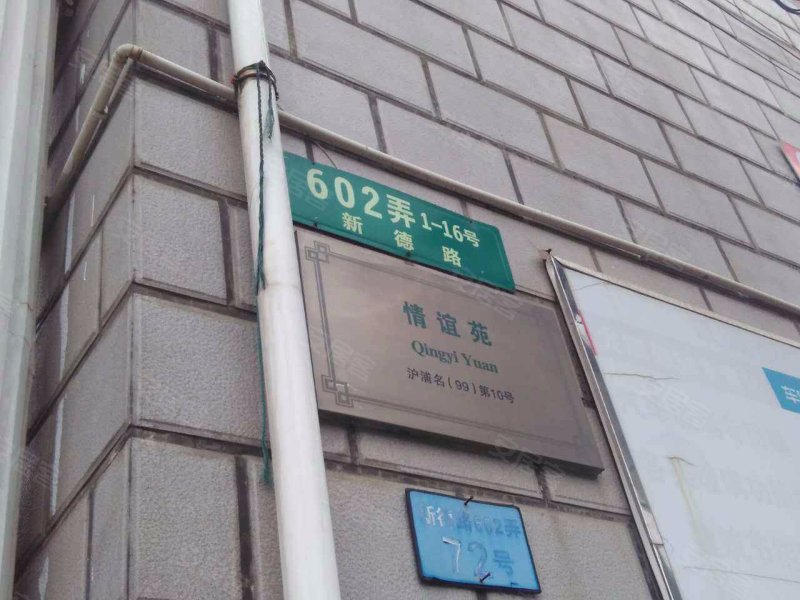 602弄 1-16号
新德路
情谊苑
Qingyi Yuan
沪浦名(99)第10号
新德路602弄
72号